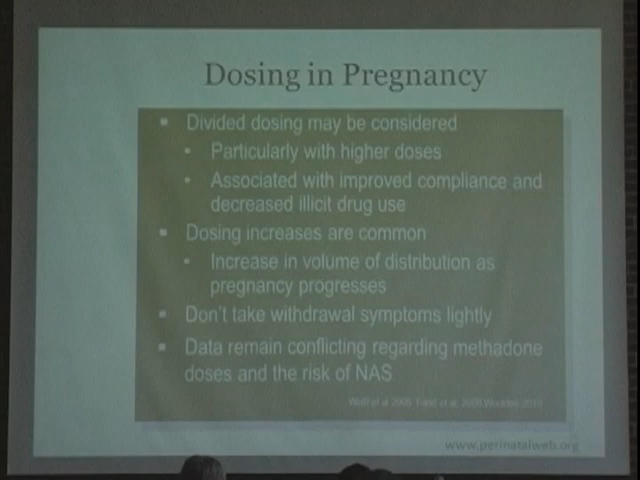 Dosing in Pregnancy
▪ Divided dosing may be considered
• Particularly with higher doses
• Associated with improved compliance and
decreased illicit drug use
▪ Dosing increases are common
• Increase in volume of distribution as
pregnancy progresses
▪ Don't take withdrawal symptoms lightly
▪ Data remain conflicting regarding methadone
doses and the risk of NAS
et al
www.perinatalweb.org